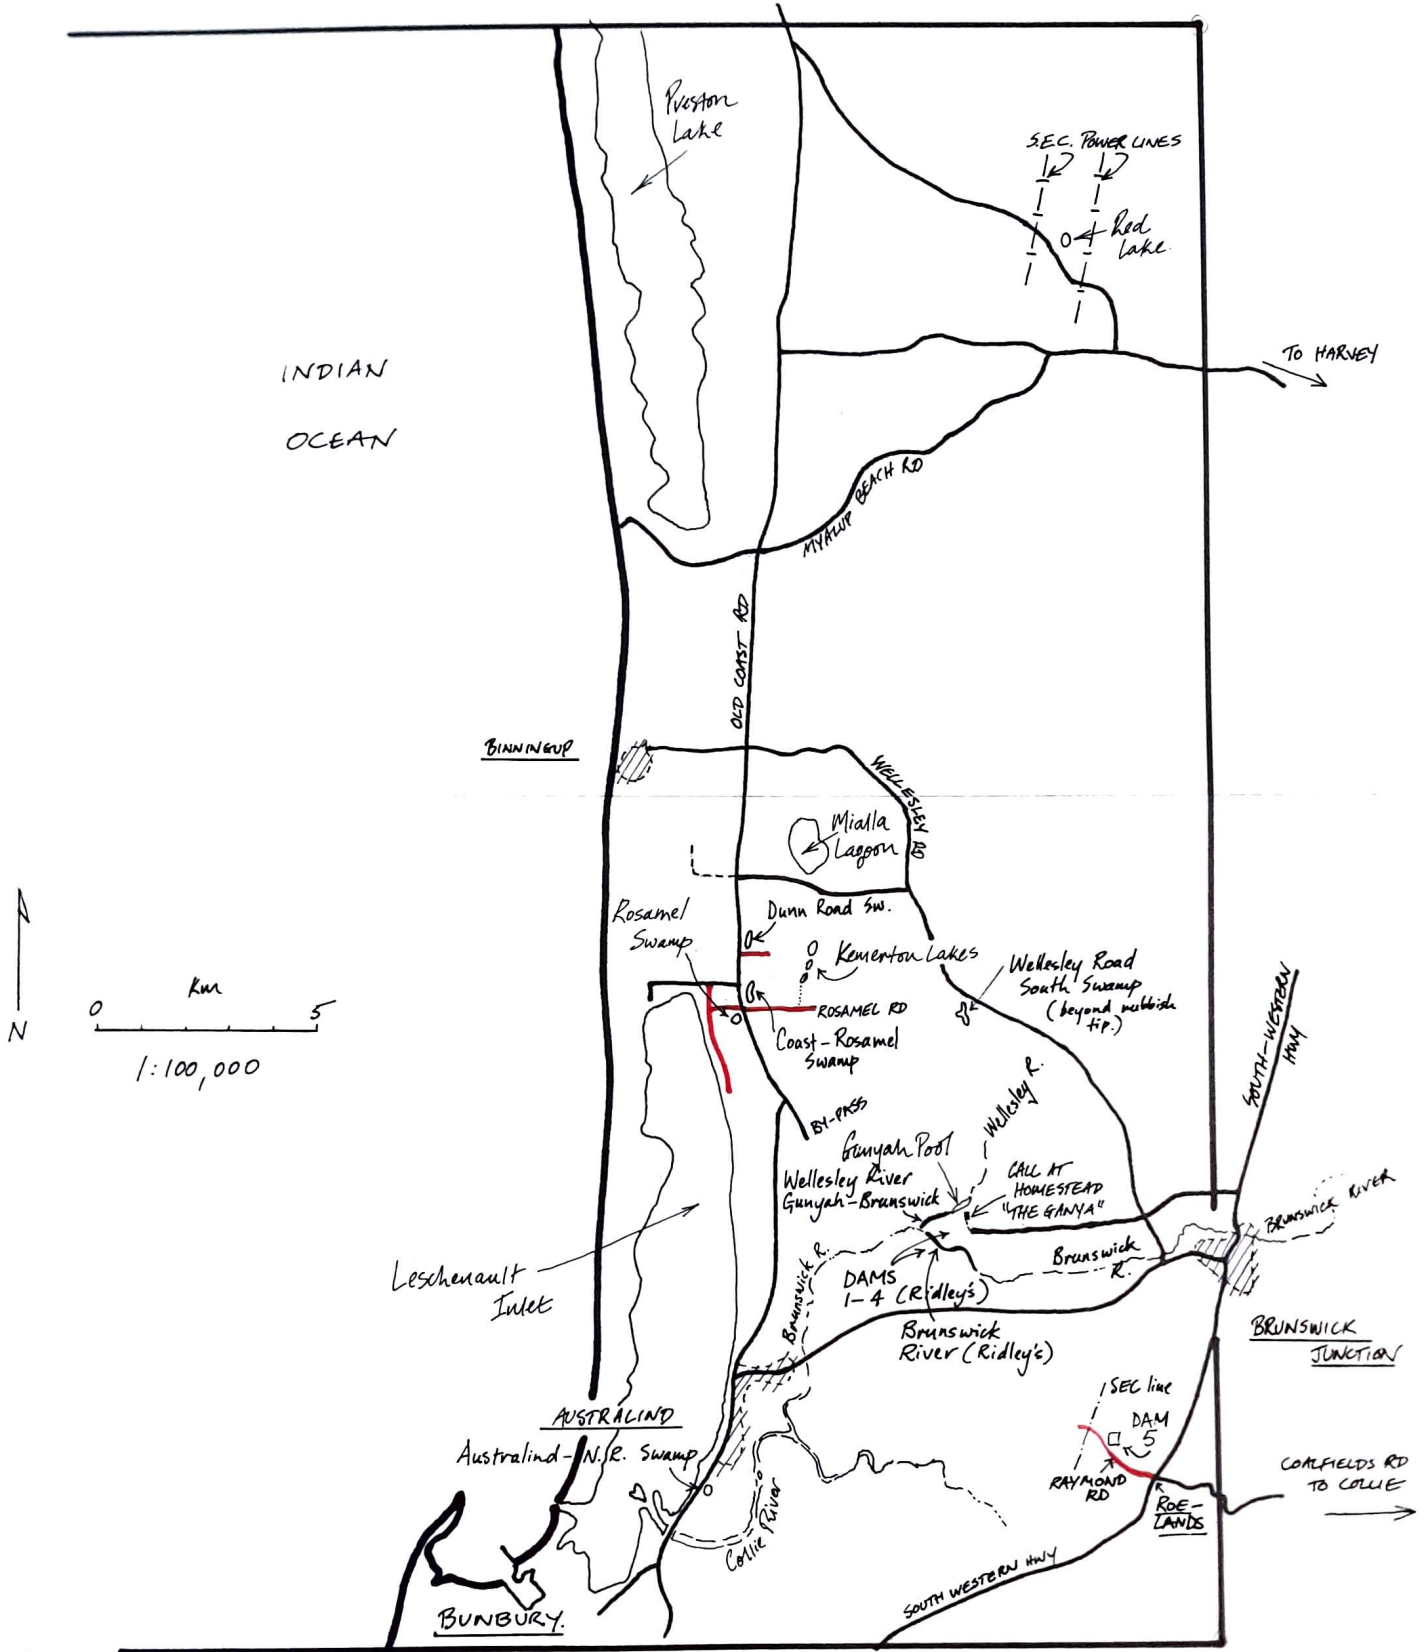 Preston
Lake
S.E.C. POWER LINES
Red
Lake.
INDIAN
OCEAN
TO HARVEY
MYALUP BEACH RD
OLD COAST RD
BINNINGUP
WELLESLEY RD
Mialla
Lagoon
Rosamel
Swamp
Dunn Road Sw.
Kemerton Lakes
Wellesley Road
South Swamp
(beyond rubbish
tip.)
N
Km
0 5
1:100,000
ROSAMEL RD
Coast-Rosamel
Swamp
SOUTH-WESTERN
HWY
BY-PASS
Wellesley R.
Gunyah Pool
Wellesley River
Gunyah-Brunswick
CALL AT
HOMESTEAD
"THE GANYA"
BRUNSWICK RIVER
Brunswick
R.
Brunswick R.
DAMS
1-4 (Ridley's)
Brunswick
River (Ridley's)
Leschenault
Inlet
BRUNSWICK
JUNCTION
SEC line
DAM
5
RAYMOND
RD
ROE-
LANDS
COALFIELDS RD
TO COLLIE
AUSTRALIND
Australind-N.R. Swamp
Collie River
SOUTH WESTERN HWY
BUNBURY.